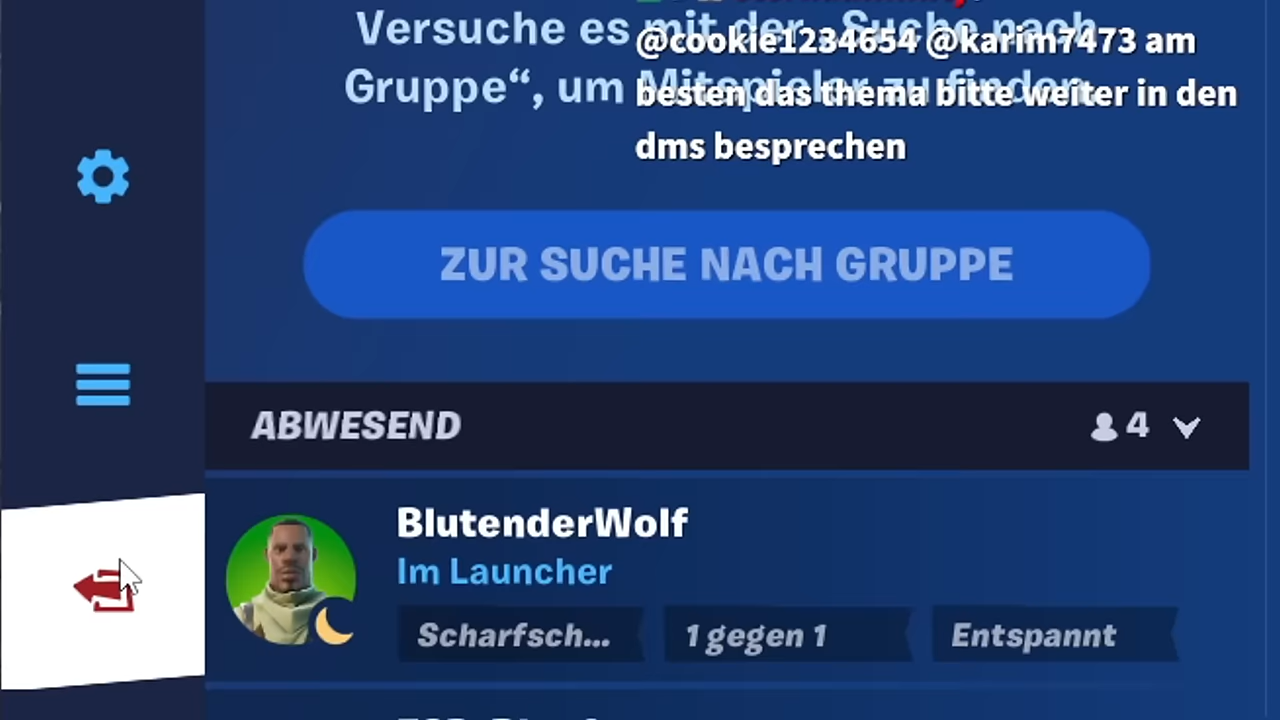 Versuche es mit der „Suche nach
Gruppe“, um Mitspieler zu finden.
@cookie1234654 @karim7473 am
besten das thema bitte weiter in den
dms besprechen
ZUR SUCHE NACH GRUPPE
ABWESEND
4
BlutenderWolf
Im Launcher
Scharfsch...
1 gegen 1
Entspannt